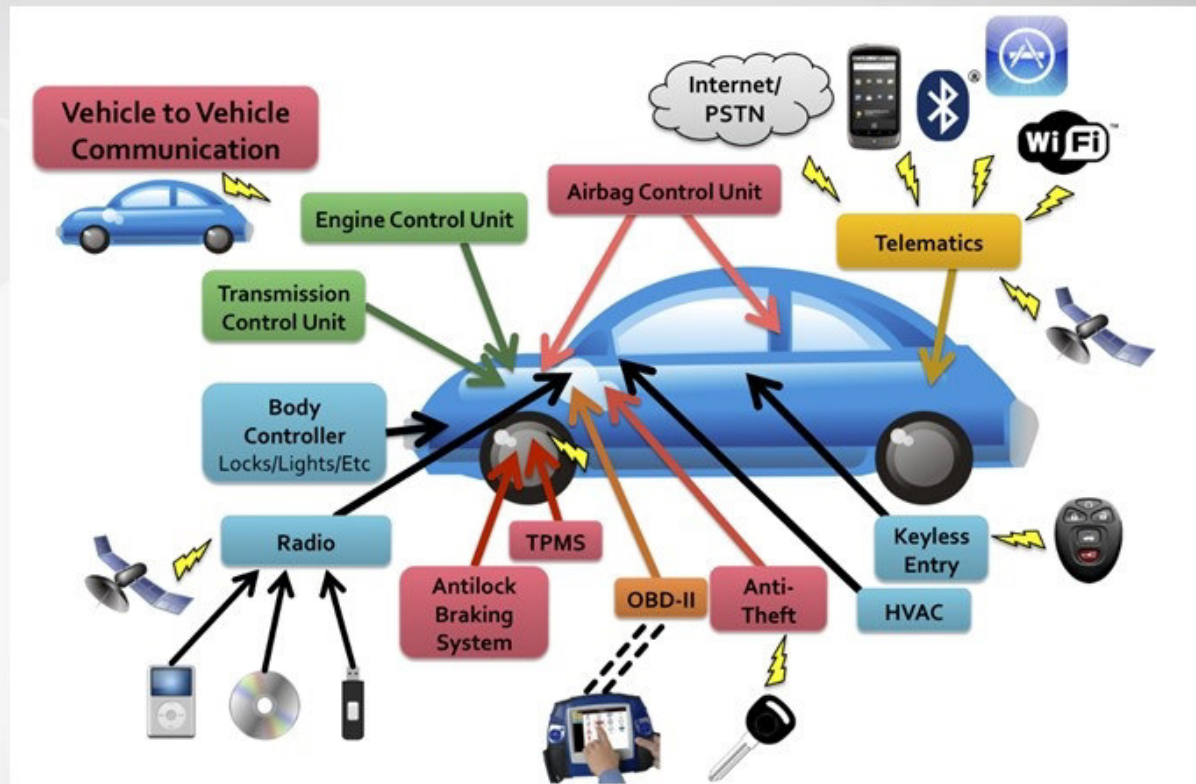 Vehicle to Vehicle
Communication
Internet/
PSTN
®
WiFi™
Airbag Control Unit
Engine Control Unit
Telematics
Transmission
Control Unit
Body
Controller
Locks/Lights/Etc
Radio
TPMS
Keyless
Entry
Antilock
Braking
System
OBD-II
Anti-
Theft
HVAC